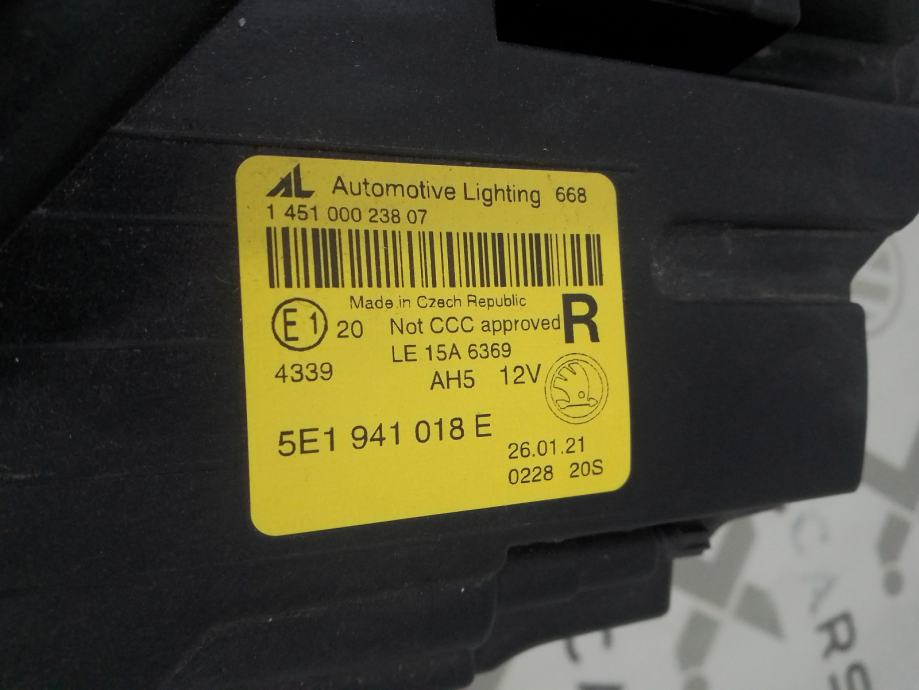 AL Automotive Lighting 668
1 451 000 238 07
Made in Czech Republic
E1 20 Not CCC approved R
LE 15A 6369
4339 AH5 12V
5E1 941 018 E
26.01.21
0228 20S
CARS